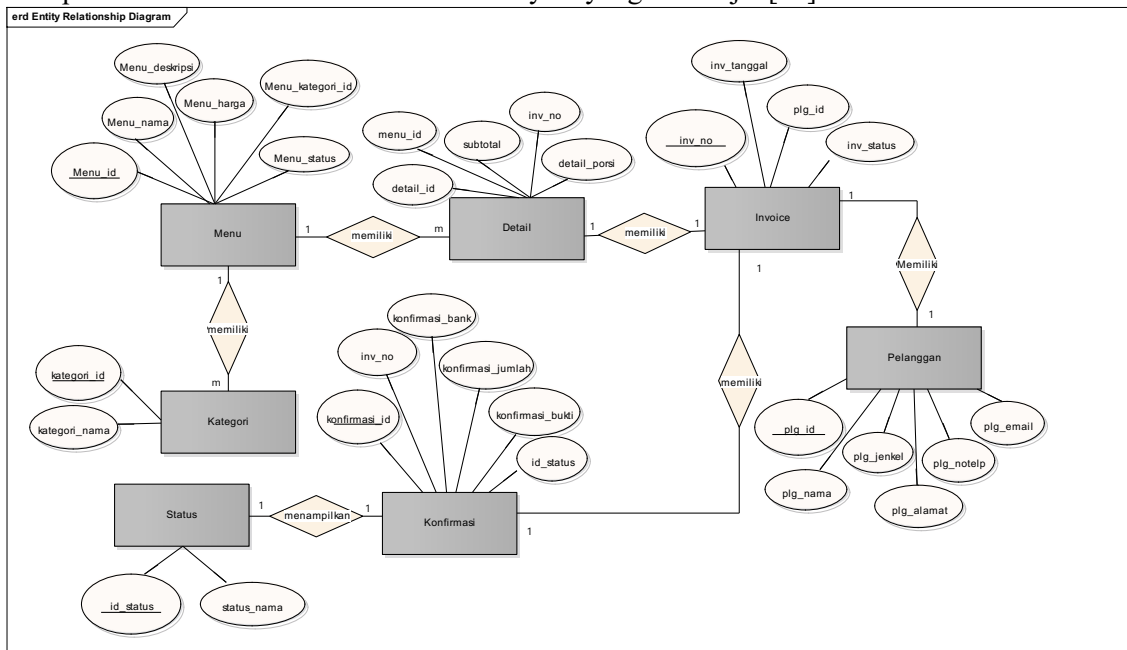 erd Entity Relationship Diagram
Menu_deskripsi
Menu_harga
Menu_kategori_id
Menu_nama
Menu_status
Menu_id
Menu
1
memiliki
m
menu_id
subtotal
inv_no
detail_porsi
detail_id
Detail
1
memiliki
1
inv_tanggal
plg_id
inv_no
inv_status
Invoice
1
Memiliki
1
Pelanggan
plg_id
plg_nama
plg_jenkel
plg_alamat
plg_notelp
plg_email
1
memiliki
1
1
memiliki
m
kategori_id
kategori_nama
Kategori
konfirmasi_bank
inv_no
konfirmasi_jumlah
konfirmasi_id
konfirmasi_bukti
id_status
Konfirmasi
Status
1
menampilkan
1
id_status
status_nama